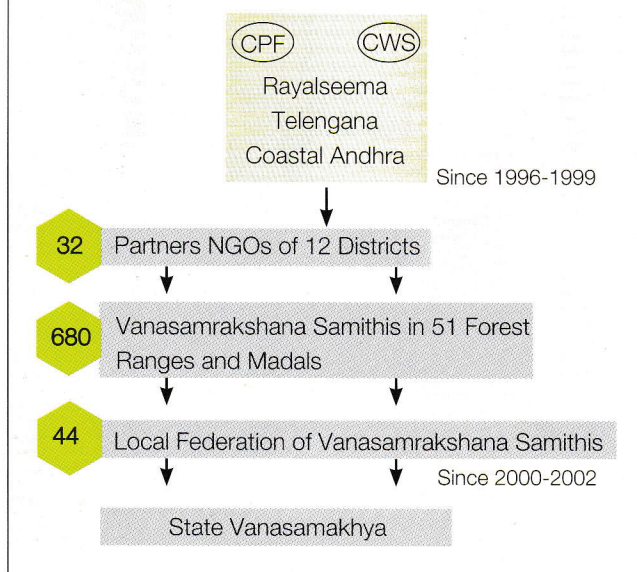 CPF CWS
Rayalseema
Telengana
Coastal Andhra
Since 1996-1999
32 Partners NGOs of 12 Districts
680 Vanasamrakshana Samithis in 51 Forest
Ranges and Madals
44 Local Federation of Vanasamrakshana Samithis
Since 2000-2002
State Vanasamakhya